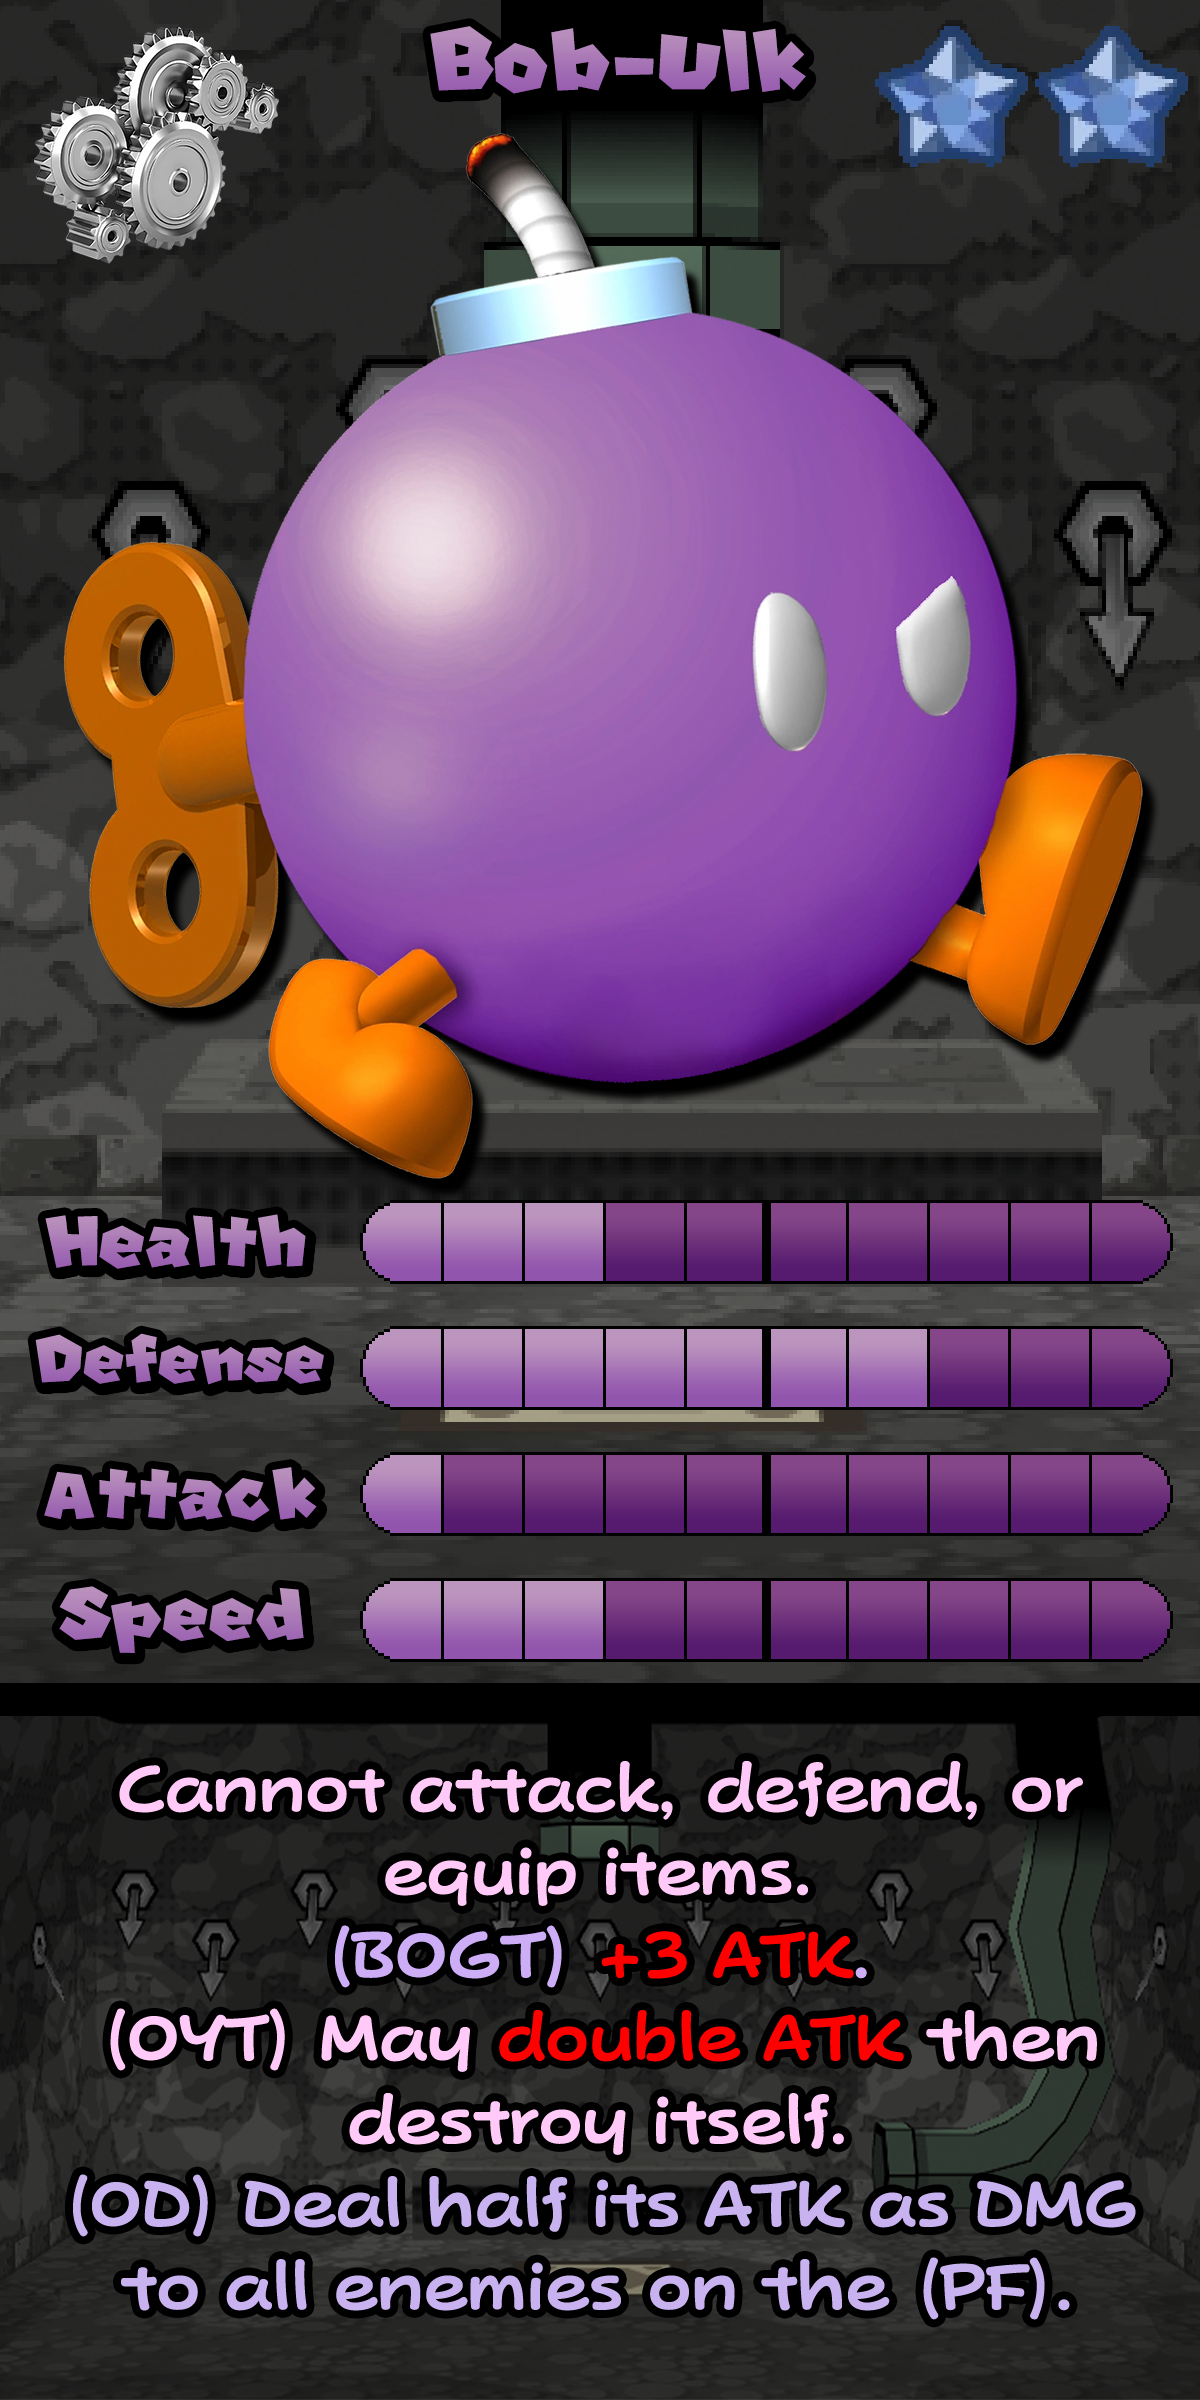 Bob-Ulk
Health
Defense
Attack
Speed
Cannot attack, defend, or
equip items.
(BOGT) +3 ATK.
(OYT) May double ATK then
destroy itself.
(OD) Deal half its ATK as DMG
to all enemies on the (PF).